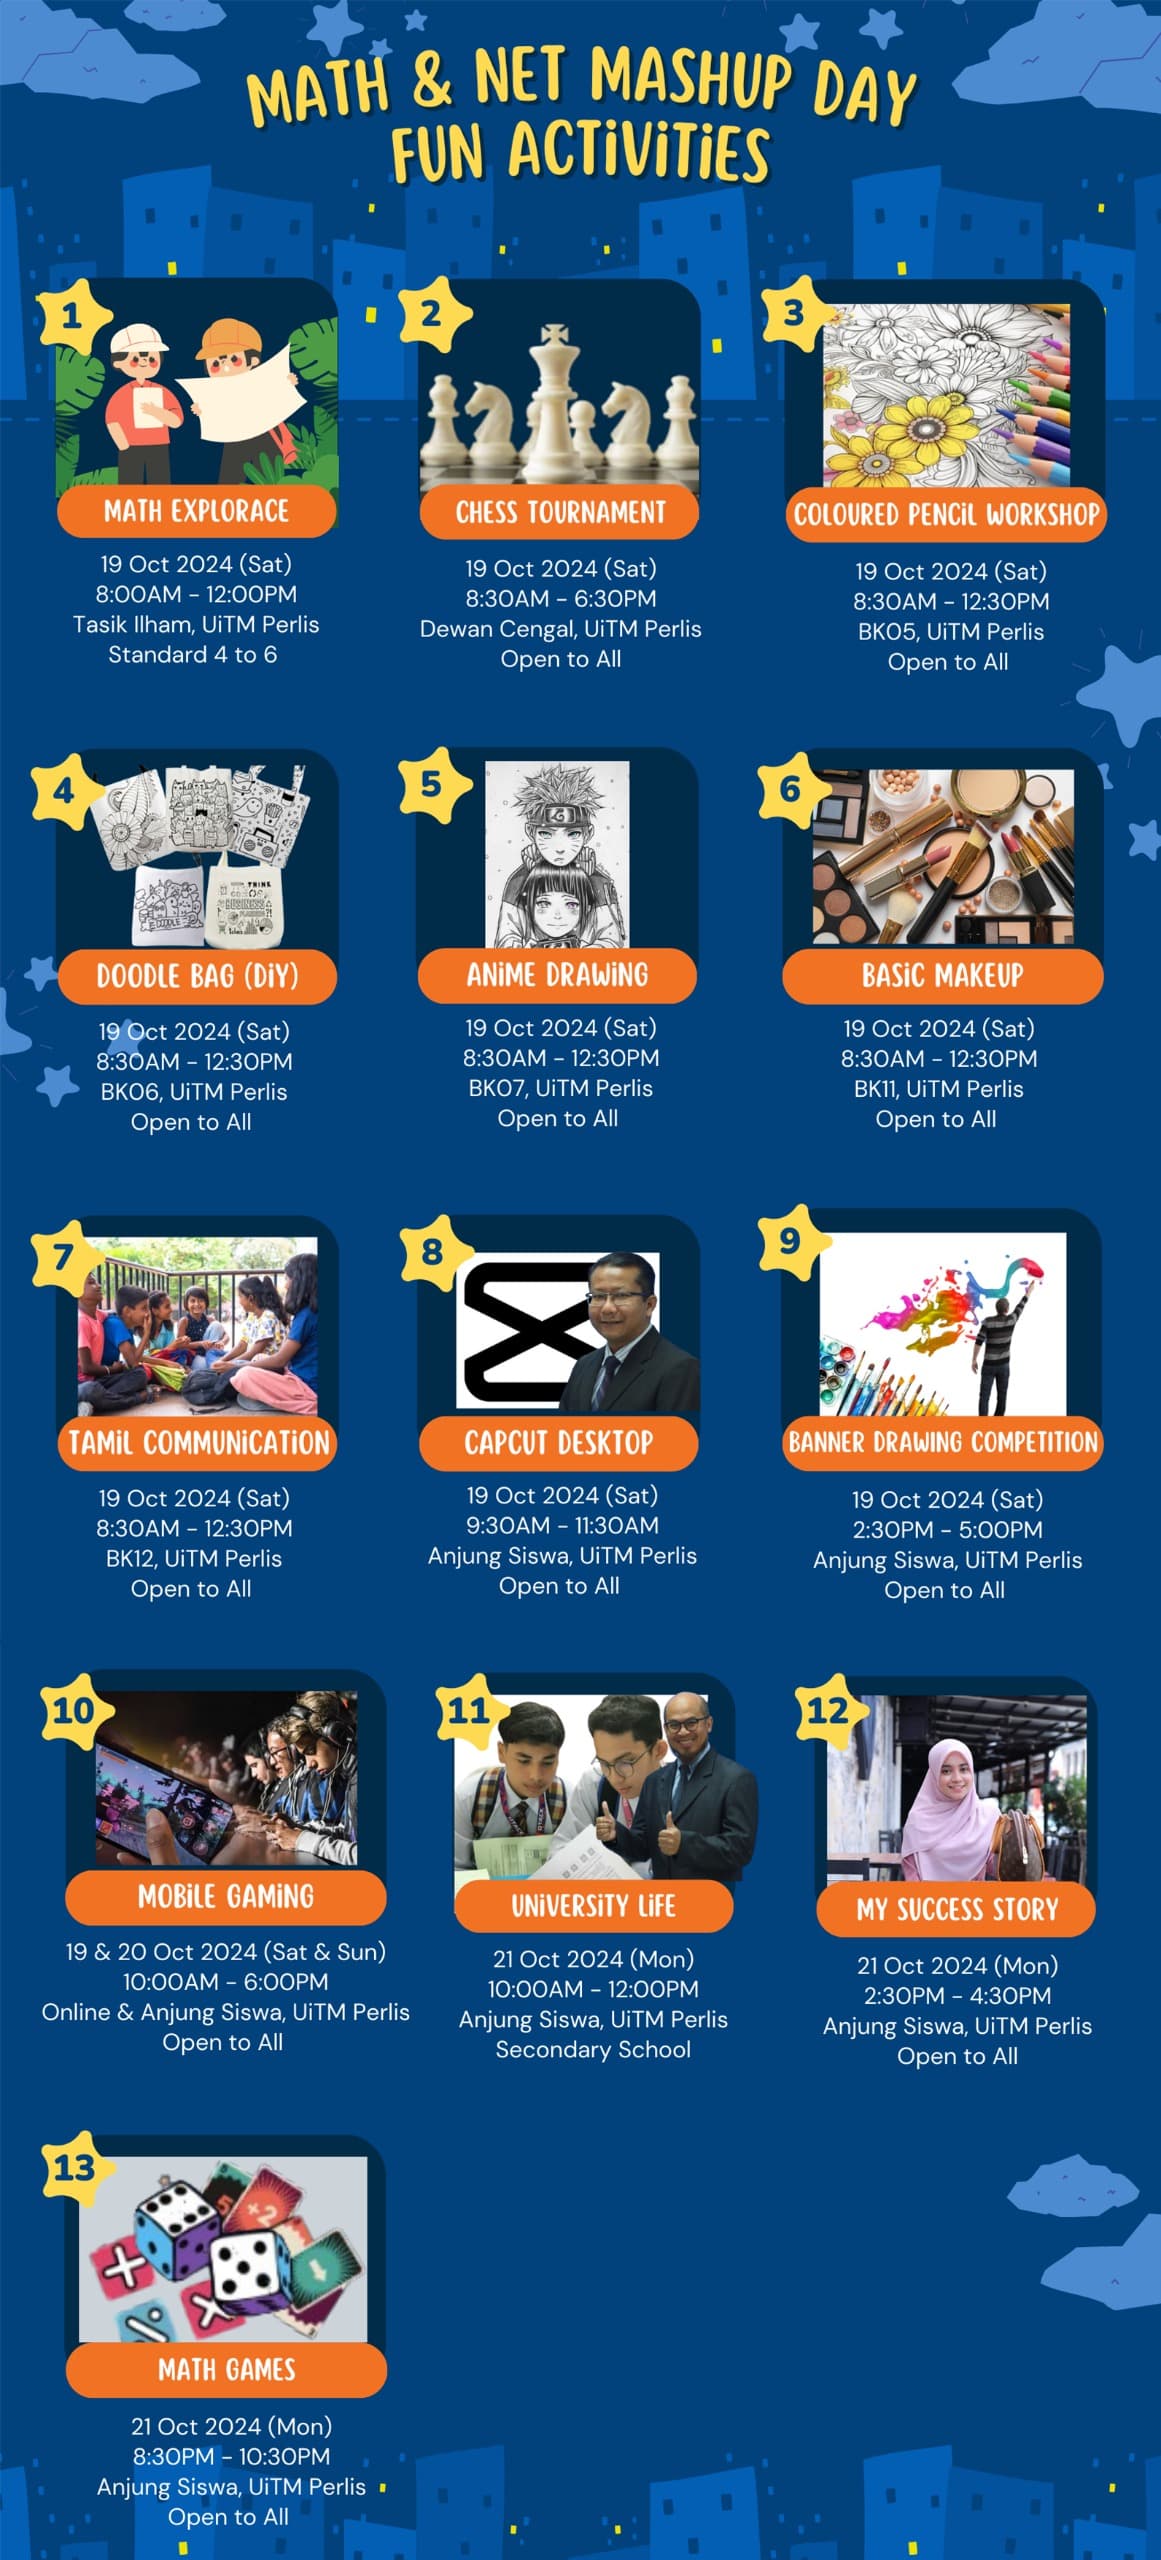 MATH & NET MASHUP DAY
FUN ACTIVITIES
1
MATH EXPLORACE
19 Oct 2024 (Sat)
8:00AM - 12:00PM
Tasik Ilham, UiTM Perlis
Standard 4 to 6
2
CHESS TOURNAMENT
19 Oct 2024 (Sat)
8:30AM - 6:30PM
Dewan Cengal, UiTM Perlis
Open to All
3
COLOURED PENCIL WORKSHOP
19 Oct 2024 (Sat)
8:30AM - 12:30PM
BK05, UiTM Perlis
Open to All
4
THINK
BUSINESS
DOODLE
DOODLE BAG (DIY)
19 Oct 2024 (Sat)
8:30AM - 12:30PM
BK06, UiTM Perlis
Open to All
5
ANIME DRAWING
19 Oct 2024 (Sat)
8:30AM - 12:30PM
BK07, UiTM Perlis
Open to All
6
BASIC MAKEUP
19 Oct 2024 (Sat)
8:30AM - 12:30PM
BK11, UiTM Perlis
Open to All
7
TAMIL COMMUNICATION
19 Oct 2024 (Sat)
8:30AM - 12:30PM
BK12, UiTM Perlis
Open to All
8
CAPCUT DESKTOP
19 Oct 2024 (Sat)
9:30AM - 11:30AM
Anjung Siswa, UiTM Perlis
Open to All
9
BANNER DRAWING COMPETITION
19 Oct 2024 (Sat)
2:30PM - 5:00PM
Anjung Siswa, UiTM Perlis
Open to All
10
MOBILE GAMING
19 & 20 Oct 2024 (Sat & Sun)
10:00AM - 6:00PM
Online & Anjung Siswa, UiTM Perlis
Open to All
11
UNIVERSITY LIFE
21 Oct 2024 (Mon)
10:00AM - 12:00PM
Anjung Siswa, UiTM Perlis
Secondary School
12
MY SUCCESS STORY
21 Oct 2024 (Mon)
2:30PM - 4:30PM
Anjung Siswa, UiTM Perlis
Open to All
13
5
+2
MATH GAMES
21 Oct 2024 (Mon)
8:30PM - 10:30PM
Anjung Siswa, UiTM Perlis
Open to All